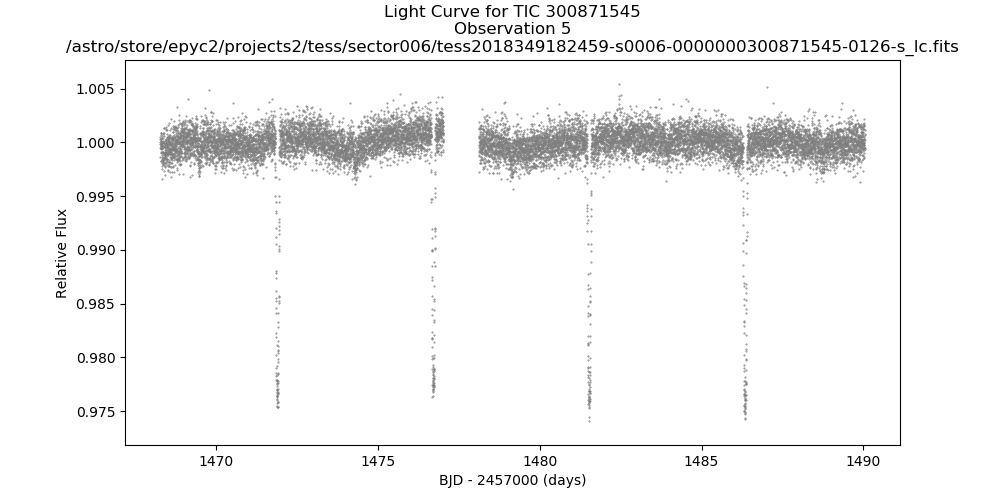 Light Curve for TIC 300871545
Observation 5
/astro/store/epyc2/projects2/tess/sector006/tess2018349182459-s0006-0000000300871545-0126-s_lc.fits
1.005
1.000
0.995
0.990
0.985
0.980
0.975
Relative Flux
1470 1475 1480 1485 1490
BJD - 2457000 (days)